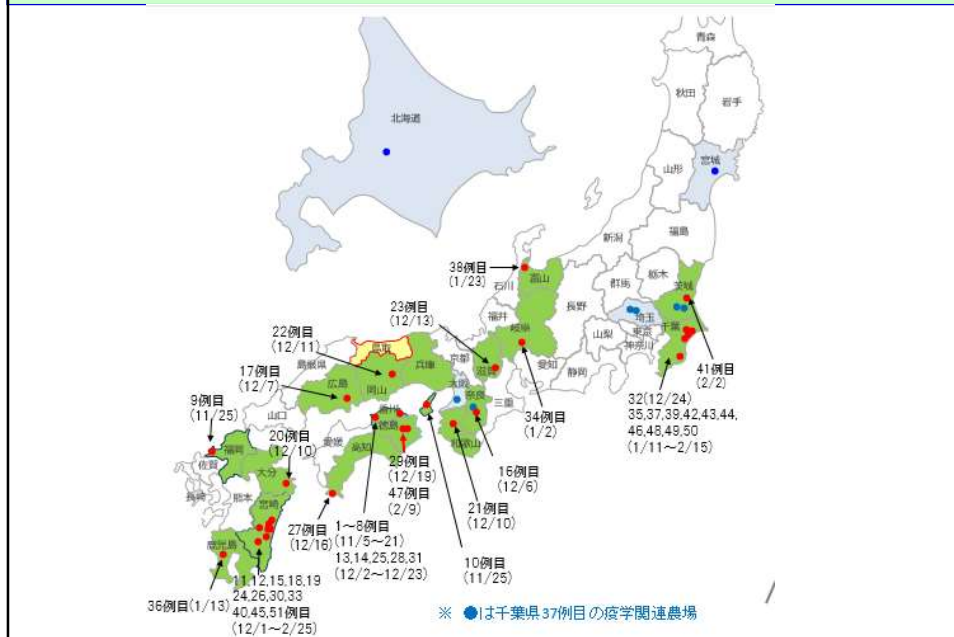 青森
秋田
岩手
北海道
宮城
山形
福島
新潟
38例目
(1/23)
石川
富山
群馬
栃木
茨城
長野
福井
23例目
(12/13)
岐阜
埼玉
東京
千葉
山梨
神奈川
22例目
(12/11)
鳥取
兵庫
京都
滋賀
愛知
静岡
41例目
(2/2)
島根県
17例目
(12/7)
広島
岡山
大阪
奈良
三重
34例目
(1/2)
32(12/24)
35,37,39,42,43,44,
46,48,49,50
(1/11~2/15)
9例目
(11/25)
山口
香川
徳島
和歌山
愛媛
高知
20例目
(12/10)
福岡
佐賀
大分
長崎
熊本
29例目
(12/19)
47例目
(2/9)
16例目
(12/6)
21例目
(12/10)
宮崎
27例目
(12/16)
1~8例目
(11/5~21)
13,14,25,28,31
(12/2~12/23)
10例目
(11/25)
鹿児島
36例目(1/13)
11,12,15,18,19
24,26,30,33
40,45,51例目
(12/1~2/25)
※ ●は千葉県37例目の疫学関連農場